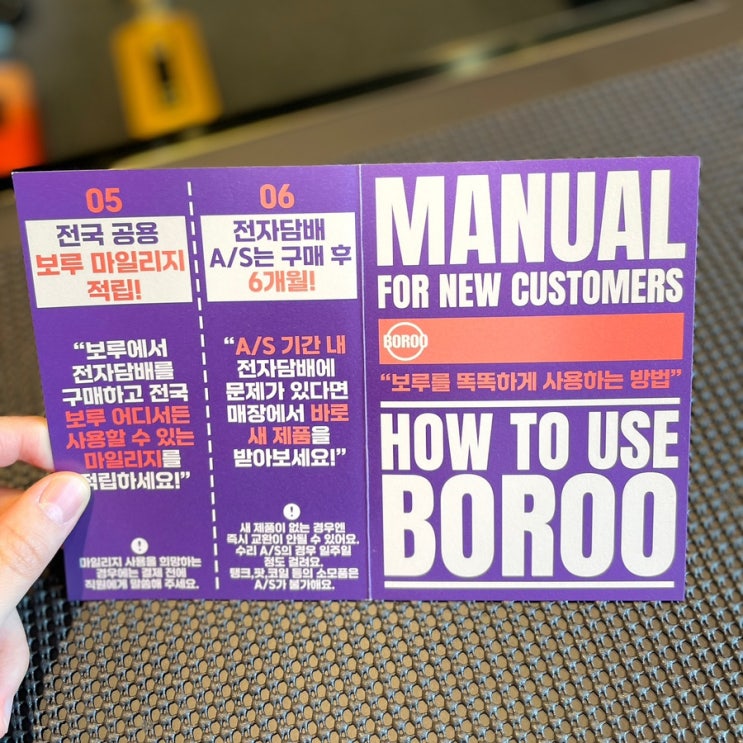 05
전국 공용
보루 마일리지
적립!
“보루에서
전자담배를
구매하고 전국
보루 어디서든
사용할 수 있는
마일리지를
적립하세요!”
!
마일리지 사용을 희망하는
경우에는 결제 전에
직원에게 말씀해 주세요.
06
전자담배
A/S는 구매 후
6개월!
“A/S 기간 내
전자담배에
문제가 있다면
매장에서 바로
새 제품을
받아보세요!”
!
새 제품이 없는 경우엔
즉시 교환이 안될 수 있어요.
수리 A/S의 경우 일주일
정도 걸려요.
탱크,팟,코일 등의 소모품은
A/S가 불가해요.
MANUAL
FOR NEW CUSTOMERS
BOROO
“보루를 똑똑하게 사용하는 방법”
HOW TO USE
BOROO